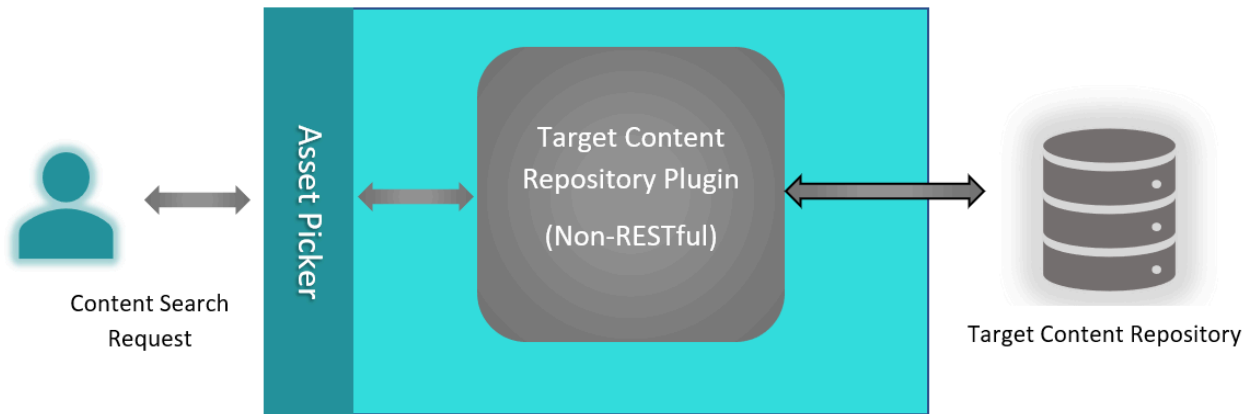 Content Search
Request
Asset Picker
Target Content
Repository Plugin
(Non-RESTful)
Target Content Repository